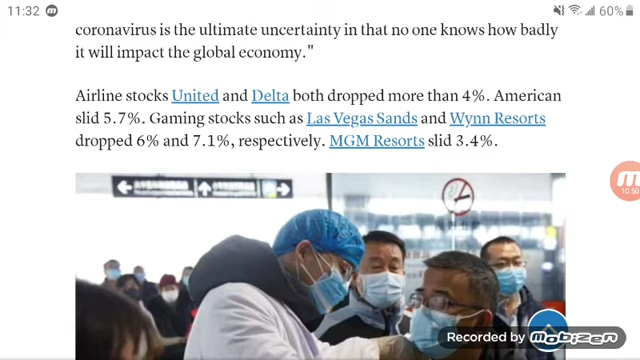 11:32
60%
coronavirus is the ultimate uncertainty in that no one knows how badly
it will impact the global economy."
Airline stocks United and Delta both dropped more than 4%. American
slid 5.7%. Gaming stocks such as Las Vegas Sands and Wynn Resorts
dropped 6% and 7.1%, respectively. MGM Resorts slid 3.4%.
10:50
Recorded by
mobizen